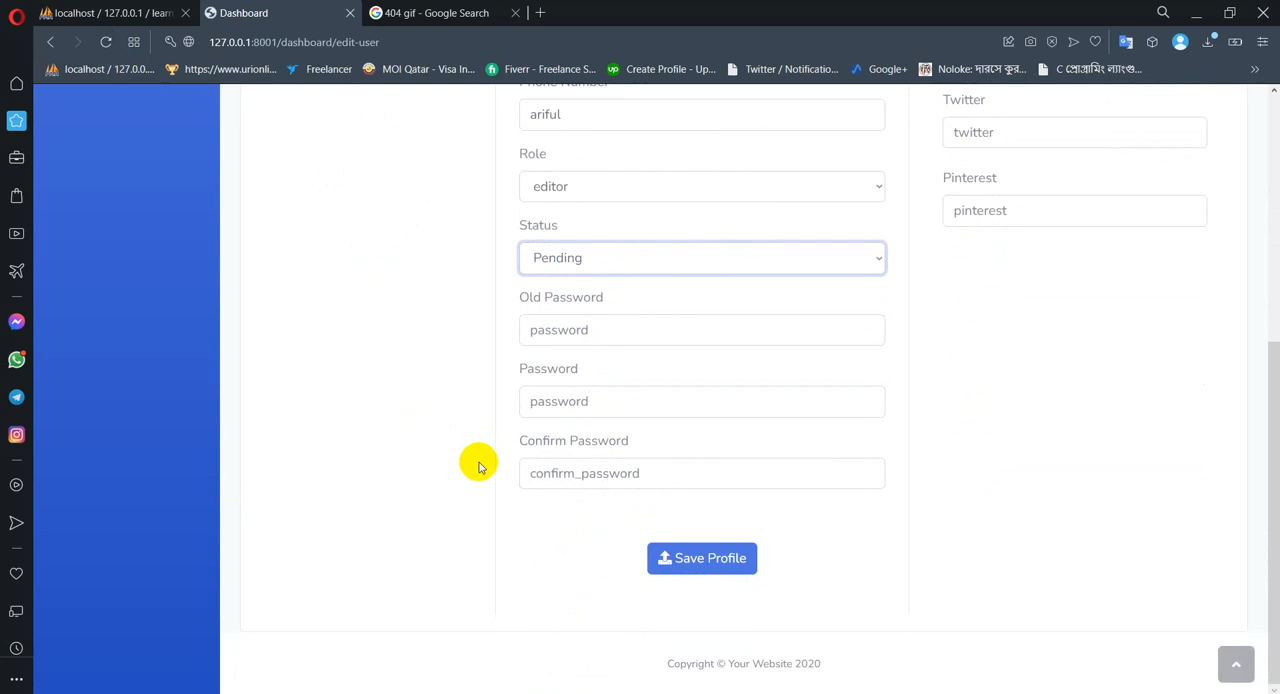 localhost / 127.0.0.1 / learn
Dashboard
404 gif - Google Search
127.0.0.1:8001/dashboard/edit-user
localhost / 127.0.0....
https://www.urionli...
Freelancer
MOI Qatar - Visa In...
Fiverr - Freelance S...
Create Profile - Up...
Twitter / Notificatio...
Google+
Noloke: দারসে কুর...
C প্রোগ্রামিং ল্যাংগু...
Phone Number
ariful
Role
editor
Status
Pending
Old Password
password
Password
password
Confirm Password
confirm_password
Save Profile
Twitter
twitter
Pinterest
pinterest
Copyright © Your Website 2020